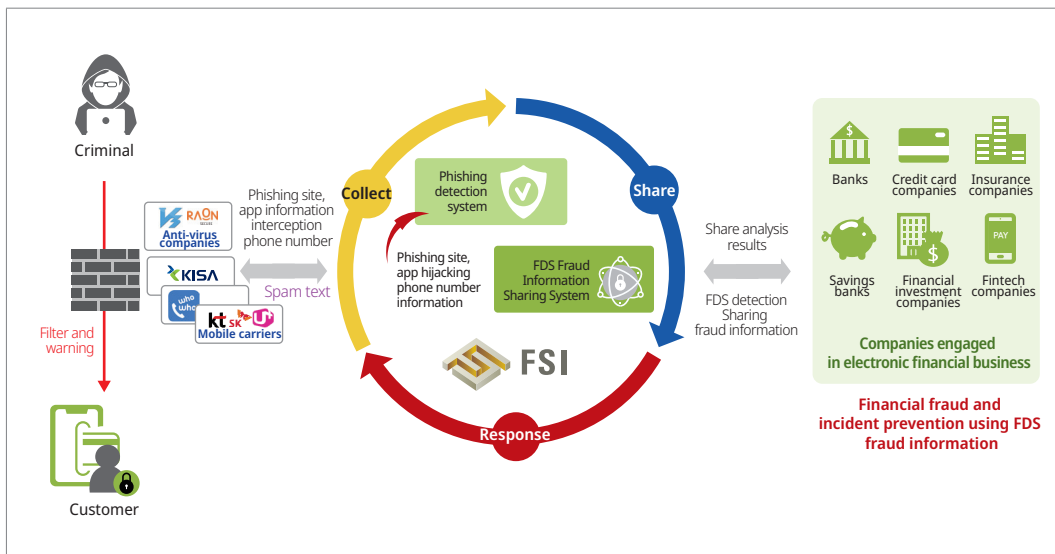 Criminal
Filter and
warning
Customer
RAON
SECURE
Anti-virus
companies
KISA
who
who
kt SK U+
Mobile carriers
Phishing site,
app information
interception
phone number
Spam text
Collect
Share
Response
Phishing
detection
system
Phishing site,
app hijacking
phone number
information
FDS Fraud
Information
Sharing System
FSI
Share analysis
results
FDS detection
Sharing
fraud information
$
Banks
Credit card
companies
Insurance
companies
Savings
banks
$
Financial
investment
companies
PAY
Fintech
companies
Companies engaged
in electronic financial business
Financial fraud and
incident prevention using FDS
fraud information